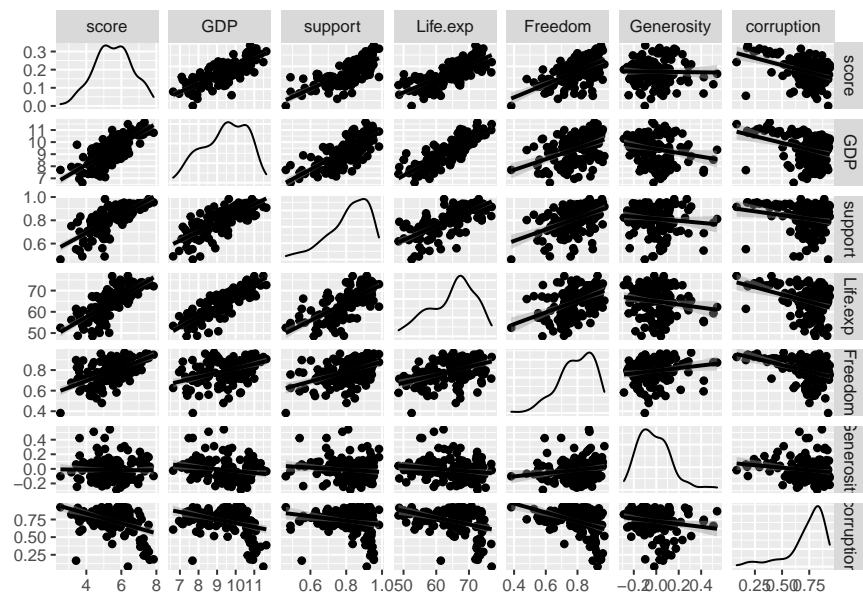 score GDP support Life.exp Freedom Generosity corruption
0.3
0.2
0.1
0.0
score
11
10
9
8
7
GDP
1.0
0.8
0.6
support
70
60
50
Life.exp
0.8
0.6
0.4
Freedom
0.4
0.2
0.0
−0.2
Generosit
0.75
0.50
0.25
corruption
4 6 8 7 8 9 10 11 0.6 0.8 1.0 50 60 70 0.4 0.6 0.8 −0.2 0.0 0.2 0.4 0.25 0.50 0.75